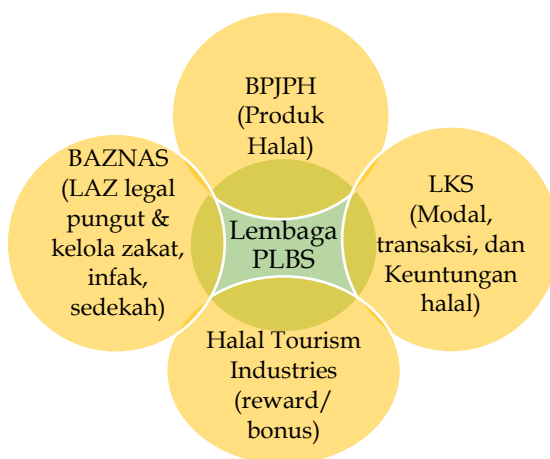 BPJPH
(Produk
Halal)
BAZNAS
(LAZ legal
pungut &
kelola zakat,
infak,
sedekah)
Lembaga
PLBS
LKS
(Modal,
transaksi, dan
Keuntungan
halal)
Halal Tourism
Industries
(reward/
bonus)